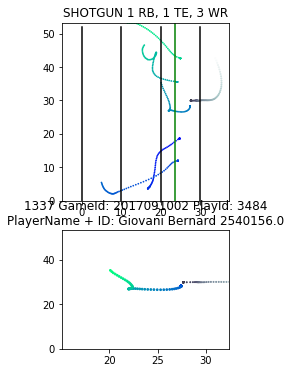 SHOTGUN 1 RB, 1 TE, 3 WR
50
40
30
20
10
0
0 10 20 30
1337 GameId: 2017091002 PlayId: 3484
PlayerName + ID: Giovani Bernard 2540156.0
40
20
0
20 25 30